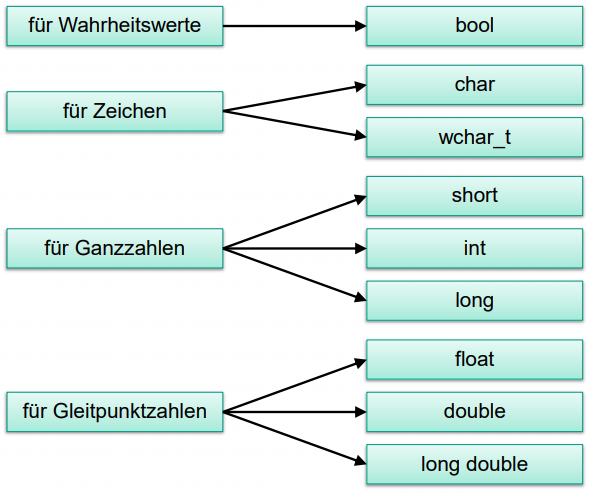 für Wahrheitswerte
bool
für Zeichen
char
wchar_t
für Ganzzahlen
short
int
long
für Gleitpunktzahlen
float
double
long double